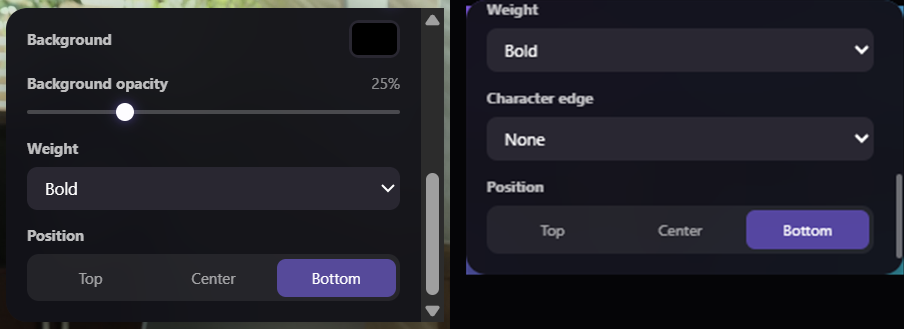 Background
Background opacity 25%
Weight
Bold
Position
Top Center Bottom
Weight
Bold
Character edge
None
Position
Top Center Bottom